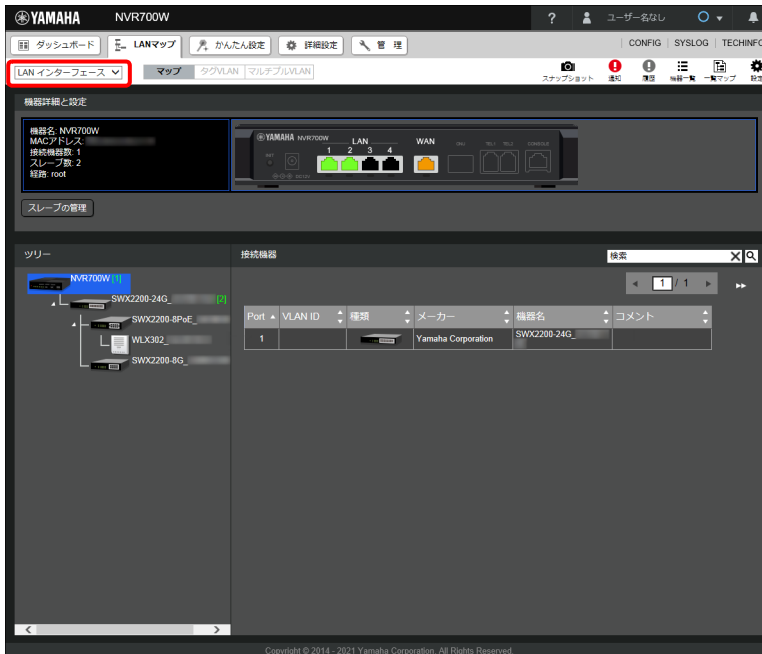 YAMAHA NVR700W ? ユーザー名なし
ダッシュボード LANマップ かんたん設定 詳細設定 管理 CONFIG SYSLOG TECHINFO
LAN インターフェース マップ タグVLAN マルチプルVLAN スナップショット 通知 履歴 機器一覧 一覧マップ 設定
機器詳細と設定
機器名: NVR700W
MACアドレス:
接続機器数: 1
スレーブ数: 2
経路: root
YAMAHA NVR700W LAN WAN ONU TEL1 TEL2 CONSOLE
1 2 3 4
DC12V
スレーブの管理
ツリー
NVR700W [1]
SWX2200-24G_ [2]
SWX2200-8PoE_
WLX302_
SWX2200-8G_
接続機器 検索
1 / 1
Port VLAN ID 種類 メーカー 機器名 コメント
1 Yamaha Corporation SWX2200-24G_
Copyright © 2014 - 2021 Yamaha Corporation. All Rights Reserved.